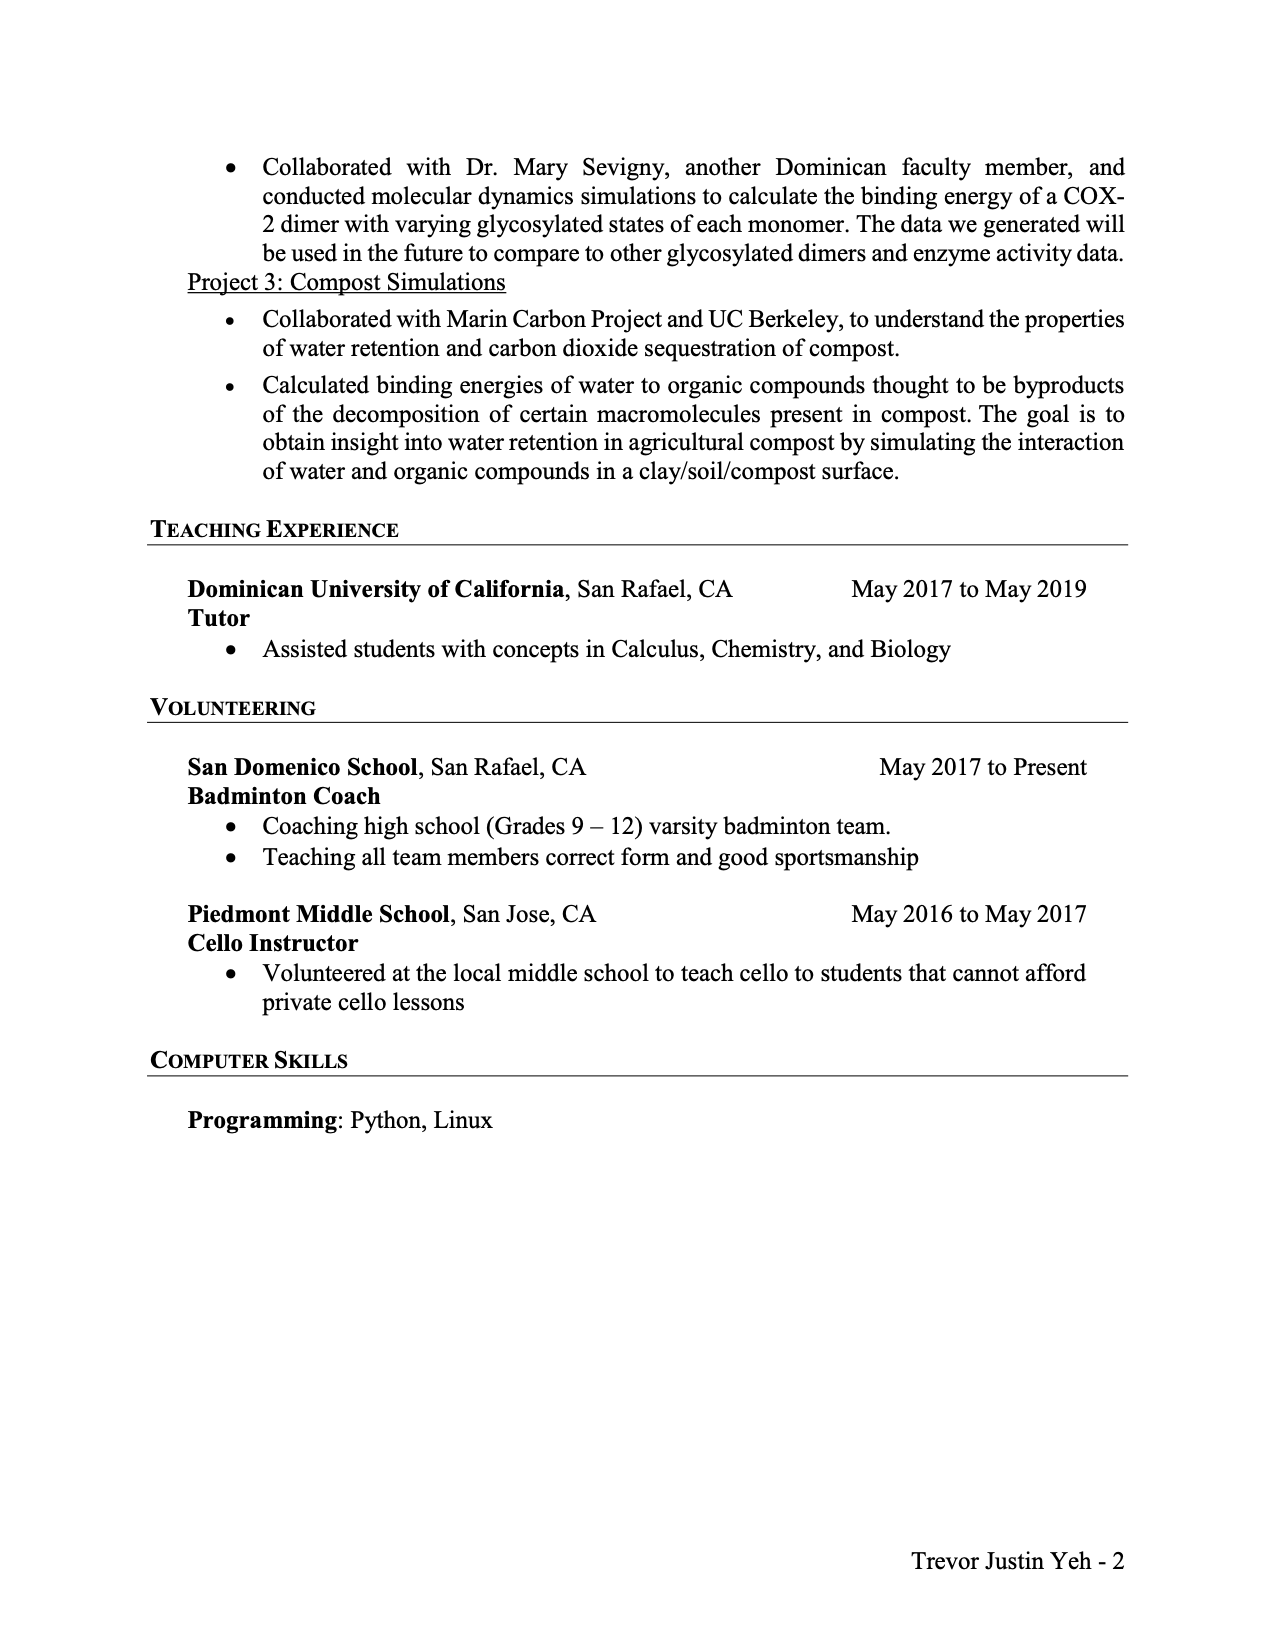 • Collaborated with Dr. Mary Sevigny, another Dominican faculty member, and
conducted molecular dynamics simulations to calculate the binding energy of a COX-
2 dimer with varying glycosylated states of each monomer. The data we generated will
be used in the future to compare to other glycosylated dimers and enzyme activity data.
Project 3: Compost Simulations
• Collaborated with Marin Carbon Project and UC Berkeley, to understand the properties
of water retention and carbon dioxide sequestration of compost.
• Calculated binding energies of water to organic compounds thought to be byproducts
of the decomposition of certain macromolecules present in compost. The goal is to
obtain insight into water retention in agricultural compost by simulating the interaction
of water and organic compounds in a clay/soil/compost surface.
TEACHING EXPERIENCE
Dominican University of California, San Rafael, CA May 2017 to May 2019
Tutor
• Assisted students with concepts in Calculus, Chemistry, and Biology
VOLUNTEERING
San Domenico School, San Rafael, CA May 2017 to Present
Badminton Coach
• Coaching high school (Grades 9 – 12) varsity badminton team.
• Teaching all team members correct form and good sportsmanship
Piedmont Middle School, San Jose, CA May 2016 to May 2017
Cello Instructor
• Volunteered at the local middle school to teach cello to students that cannot afford
private cello lessons
COMPUTER SKILLS
Programming: Python, Linux
Trevor Justin Yeh - 2